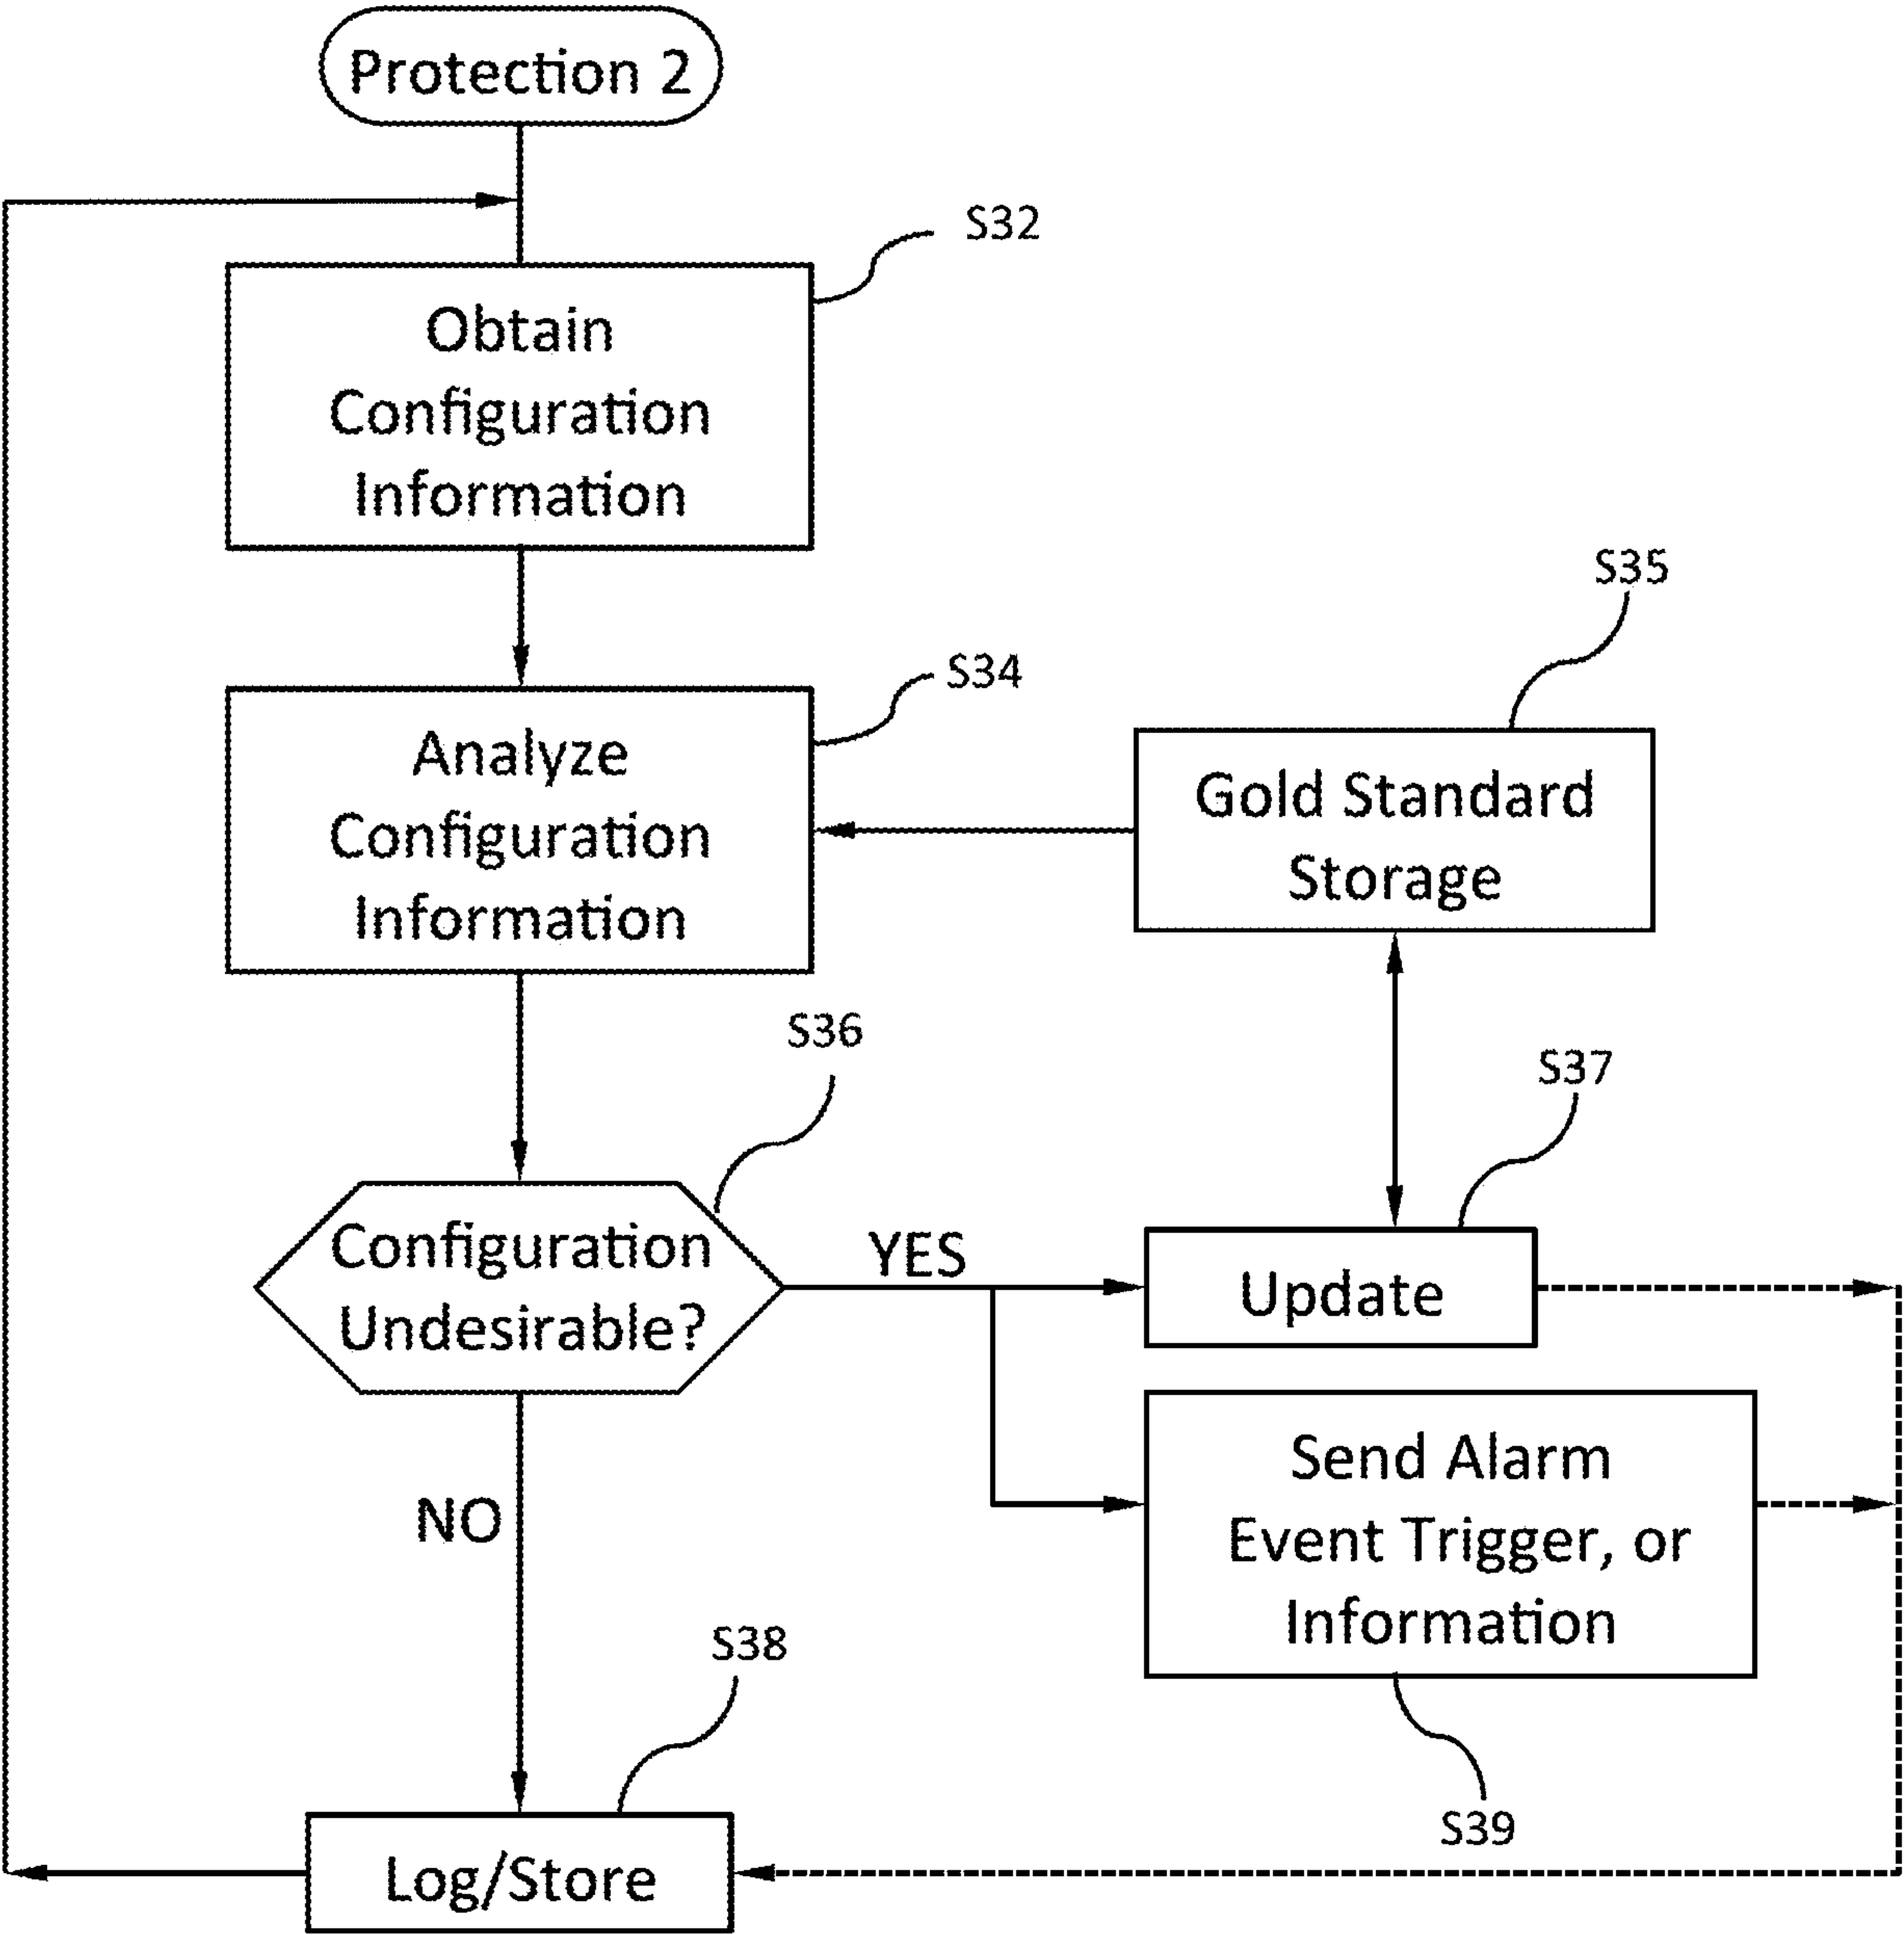 Protection 2
S32
Obtain
Configuration
Information
S34
Analyze
Configuration
Information
S35
Gold Standard
Storage
S36
Configuration
Undesirable?
YES
S37
Update
Send Alarm
Event Trigger, or
Information
S39
NO
S38
Log/Store